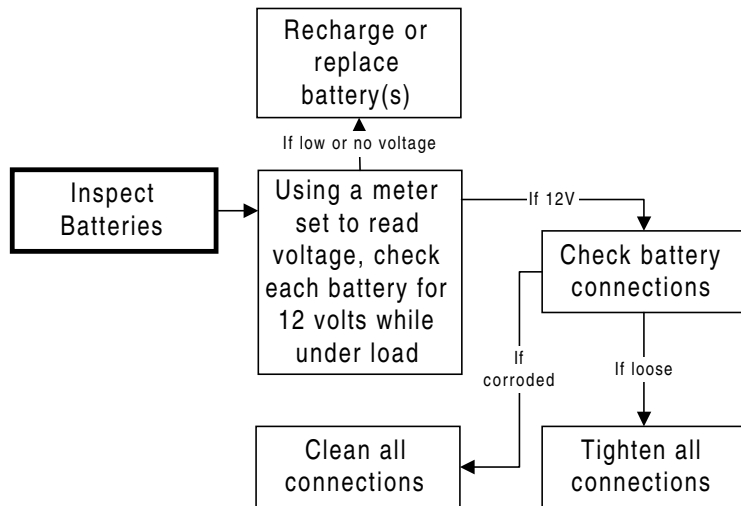 Recharge or
replace
battery(s)
If low or no voltage
Inspect
Batteries
Using a meter
set to read
voltage, check
each battery for
12 volts while
under load
If 12V
Check battery
connections
If
corroded
If loose
Clean all
connections
Tighten all
connections